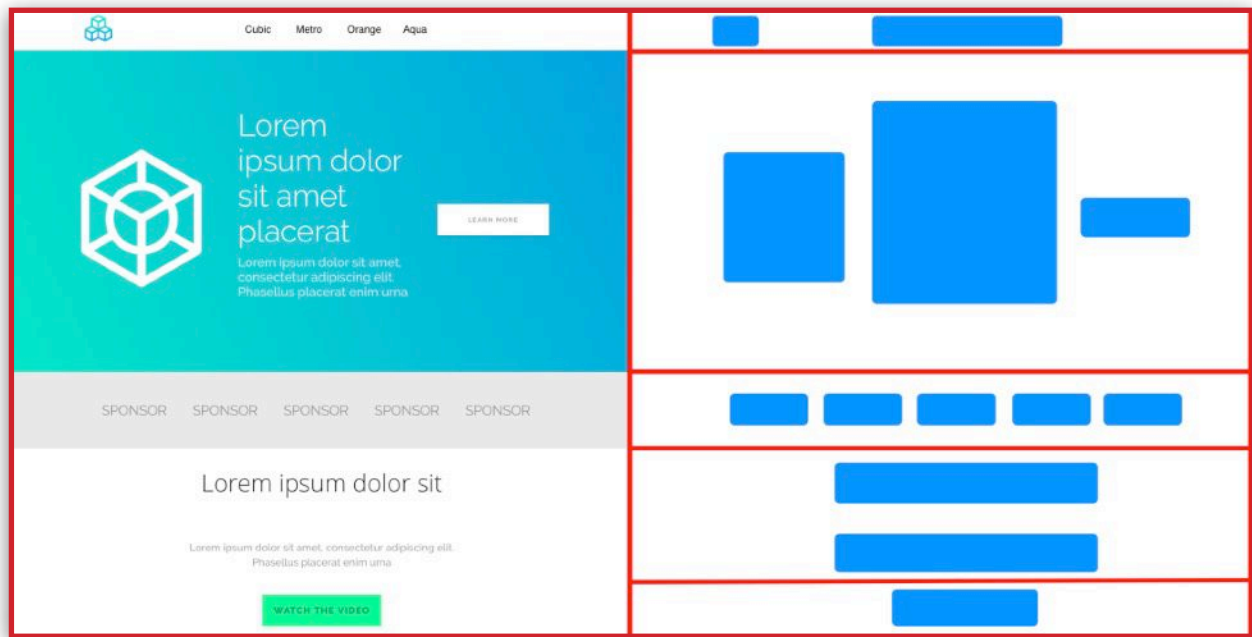 Cubic Metro Orange Aqua
Lorem
ipsum dolor
sit amet
placerat
Lorem ipsum dolor sit amet,
consectetur adipiscing elit.
Phasellus placerat enim urna
LEARN MORE
SPONSOR SPONSOR SPONSOR SPONSOR SPONSOR
Lorem ipsum dolor sit
Lorem ipsum dolor sit amet, consectetur adipiscing elit.
Phasellus placerat enim urna
WATCH THE VIDEO